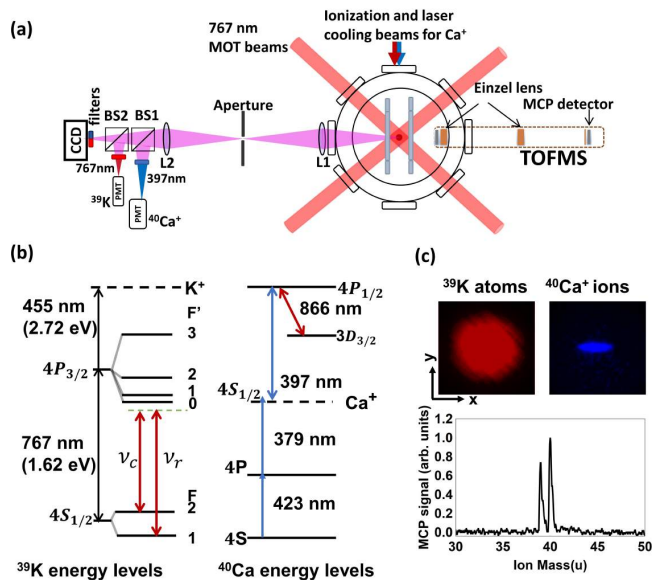 (a)
767 nm
MOT beams
Ionization and laser
cooling beams for Ca⁺
Einzel lens
MCP detector
TOFMS
Aperture
L1
L2
BS2 BS1
filters
CCD
767nm
397nm
PMT
³⁹K
PMT
⁴⁰Ca⁺
(b)
K⁺
455 nm
(2.72 eV)
F'
3
4P₃/₂
2
1
0
767 nm
(1.62 eV)
ν_c
ν_r
F
2
4S₁/₂
1
³⁹K energy levels
4P₁/₂
866 nm
3D₃/₂
397 nm
4S₁/₂
Ca⁺
379 nm
4P
423 nm
4S
⁴⁰Ca energy levels
(c)
³⁹K atoms
⁴⁰Ca⁺ ions
y
x
MCP signal (arb. units)
1.2
1.0
0.8
0.6
0.4
0.2
0.0
30 35 40 45 50
Ion Mass(u)